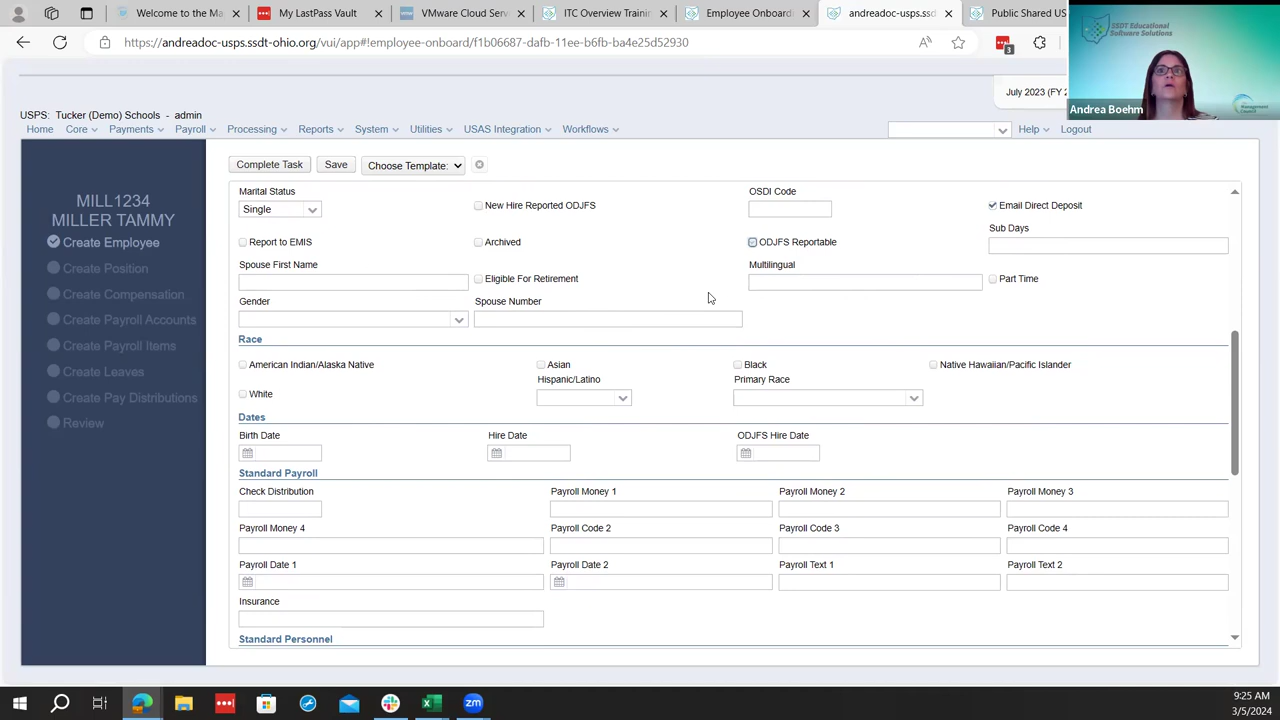 Welcome to the Ma
My LastPass Vault
VMware Cloud Serv
ITC Overview Trainin
Employee Onboard
andreadoc-usps.ssd
Public Shared US
https://andreadoc-usps.ssdt-ohio.org/vui/app#!employee-onboard/f1b06687-dafb-11ee-b6fb-ba4e25d52930
3
SSDT Educational
Software Solutions
Andrea Boehm
July 2023 (FY 2
USPS: Tucker (Demo) Schools - admin
Home Core Payments Payroll Processing Reports System Utilities USAS Integration Workflows Help Logout
MILL1234
MILLER TAMMY
Create Employee
Create Position
Create Compensation
Create Payroll Accounts
Create Payroll Items
Create Leaves
Create Pay Distributions
Review
Complete Task Save Choose Template:
Marital Status OSDI Code
Single New Hire Reported ODJFS Email Direct Deposit
Sub Days
Report to EMIS Archived ODJFS Reportable
Spouse First Name Multilingual
Eligible For Retirement Part Time
Gender Spouse Number
Race
American Indian/Alaska Native Asian Black Native Hawaiian/Pacific Islander
Hispanic/Latino Primary Race
White
Dates
Birth Date Hire Date ODJFS Hire Date
Standard Payroll
Check Distribution Payroll Money 1 Payroll Money 2 Payroll Money 3
Payroll Money 4 Payroll Code 2 Payroll Code 3 Payroll Code 4
Payroll Date 1 Payroll Date 2 Payroll Text 1 Payroll Text 2
Insurance
Standard Personnel
9:25 AM
3/5/2024